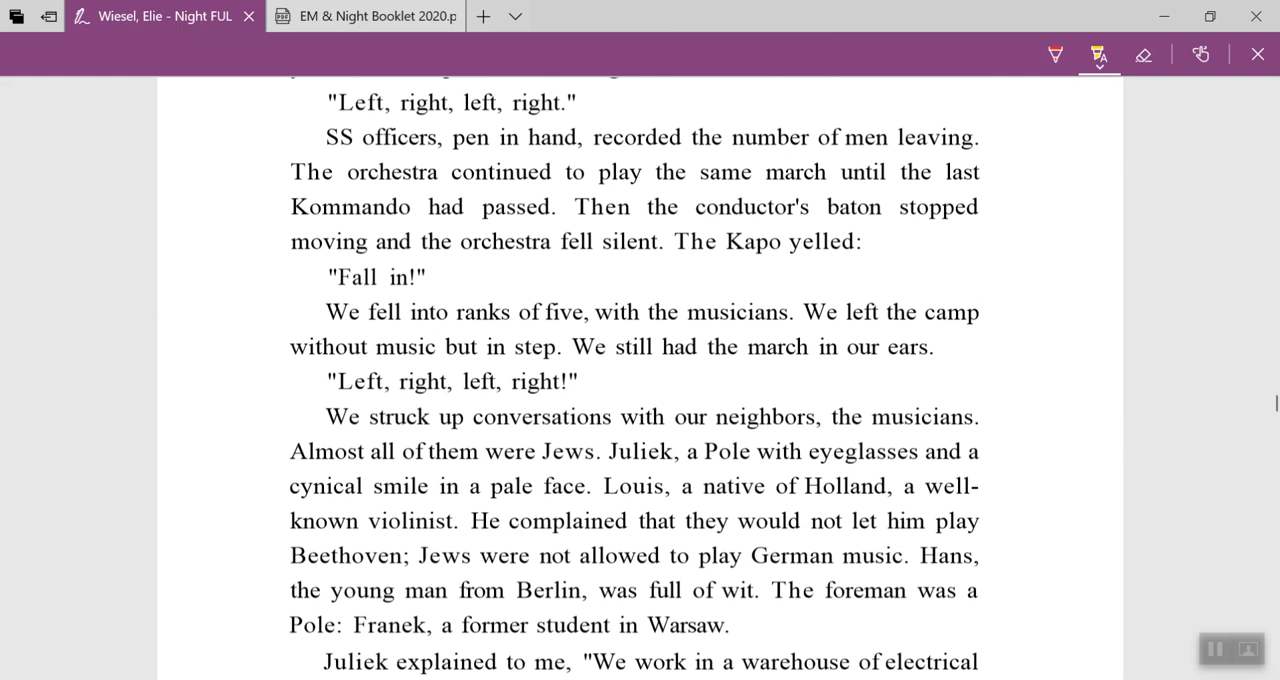 Wiesel, Elie - Night FUL
EM & Night Booklet 2020.p
"Left, right, left, right."
SS officers, pen in hand, recorded the number of men leaving.
The orchestra continued to play the same march until the last
Kommando had passed. Then the conductor's baton stopped
moving and the orchestra fell silent. The Kapo yelled:
"Fall in!"
We fell into ranks of five, with the musicians. We left the camp
without music but in step. We still had the march in our ears.
"Left, right, left, right!"
We struck up conversations with our neighbors, the musicians.
Almost all of them were Jews. Juliek, a Pole with eyeglasses and a
cynical smile in a pale face. Louis, a native of Holland, a well-
known violinist. He complained that they would not let him play
Beethoven; Jews were not allowed to play German music. Hans,
the young man from Berlin, was full of wit. The foreman was a
Pole: Franek, a former student in Warsaw.
Juliek explained to me, "We work in a warehouse of electrical